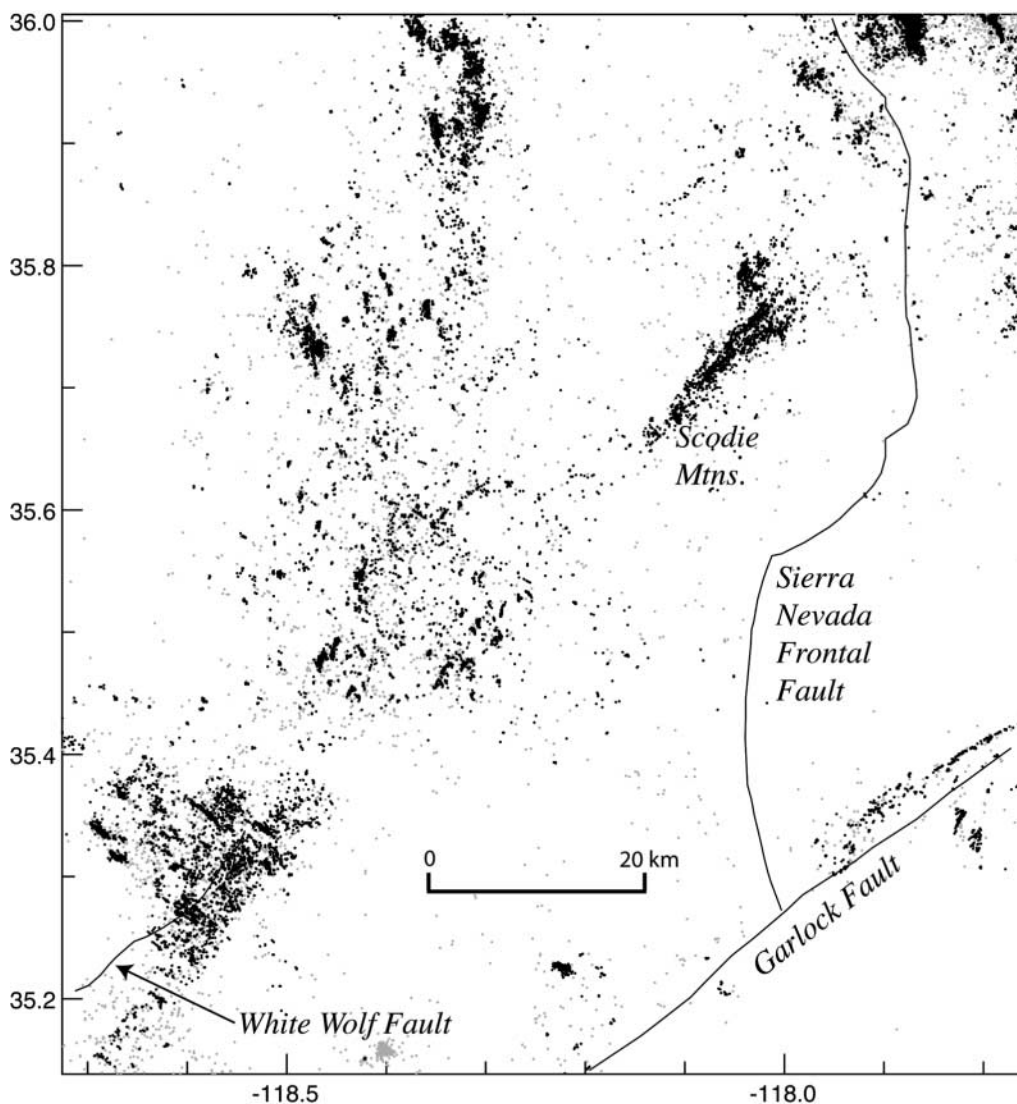 36.0
35.8
35.6
35.4
35.2
-118.5
-118.0
Scodie
Mtns.
Sierra
Nevada
Frontal
Fault
0
20 km
Garlock Fault
White Wolf Fault